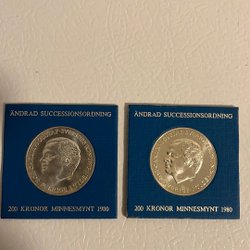 ÄNDRAD SUCCESSIONSORDNING
200 KRONOR MINNESMYNT 1980
ÄNDRAD SUCCESSIONSORDNING
200 KRONOR MINNESMYNT 1980